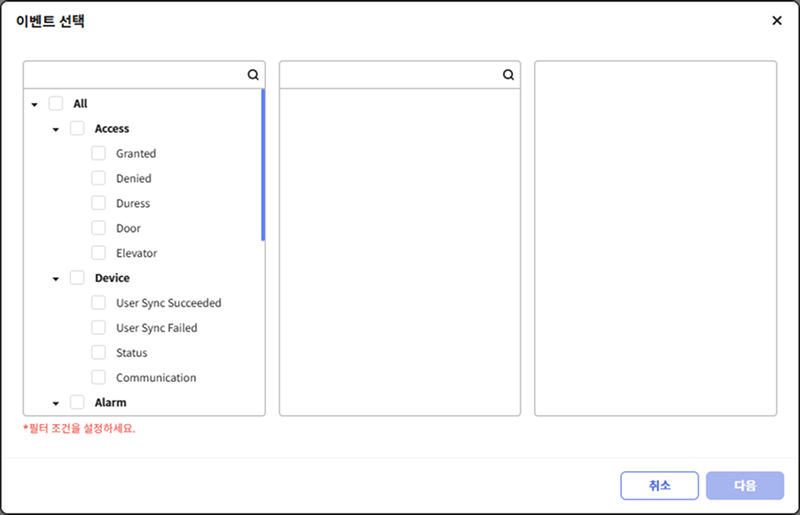 이벤트 선택
All
Access
Granted
Denied
Duress
Door
Elevator
Device
User Sync Succeeded
User Sync Failed
Status
Communication
Alarm
*필터 조건을 설정하세요.
취소
다음